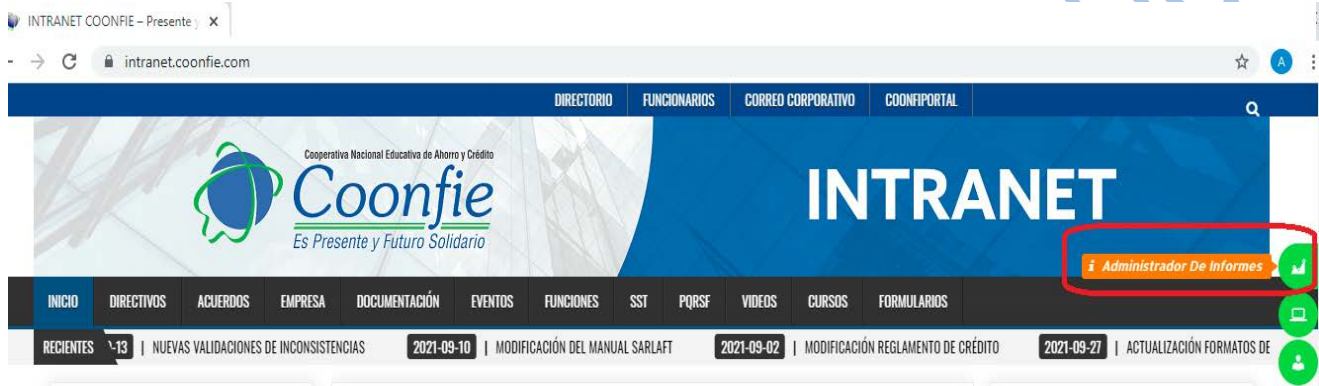 INTRANET COONFIE – Presente y
intranet.coonfie.com
A
DIRECTORIO FUNCIONARIOS CORREO CORPORATIVO COONFIPORTAL
Cooperativa Nacional Educativa de Ahorro y Crédito
Coonfie
Es Presente y Futuro Solidario
INTRANET
i Administrador De Informes
INICIO DIRECTIVOS ACUERDOS EMPRESA DOCUMENTACIÓN EVENTOS FUNCIONES SST PQRSF VIDEOS CURSOS FORMULARIOS
RECIENTES -13 | NUEVAS VALIDACIONES DE INCONSISTENCIAS 2021-09-10 | MODIFICACIÓN DEL MANUAL SARLAFT 2021-09-02 | MODIFICACIÓN REGLAMENTO DE CRÉDITO 2021-09-27 | ACTUALIZACIÓN FORMATOS DE